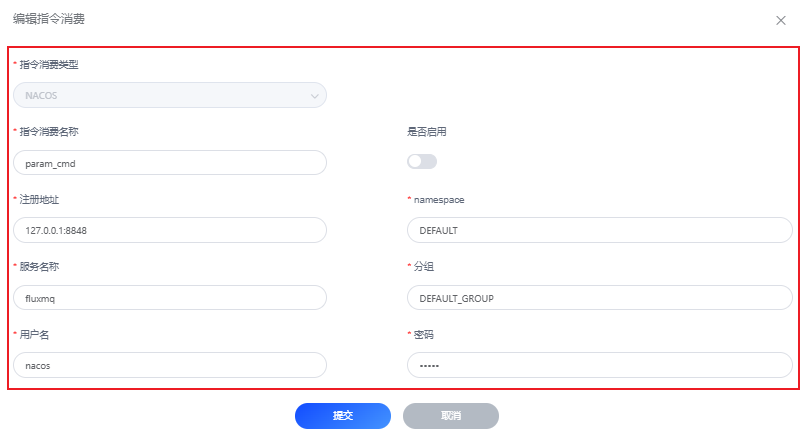 编辑指令消费
* 指令消费类型
NACOS
* 指令消费名称
是否启用
param_cmd
* 注册地址
* namespace
127.0.0.1:8848
DEFAULT
* 服务名称
* 分组
fluxmq
DEFAULT_GROUP
* 用户名
* 密码
nacos
•••••
提交
取消